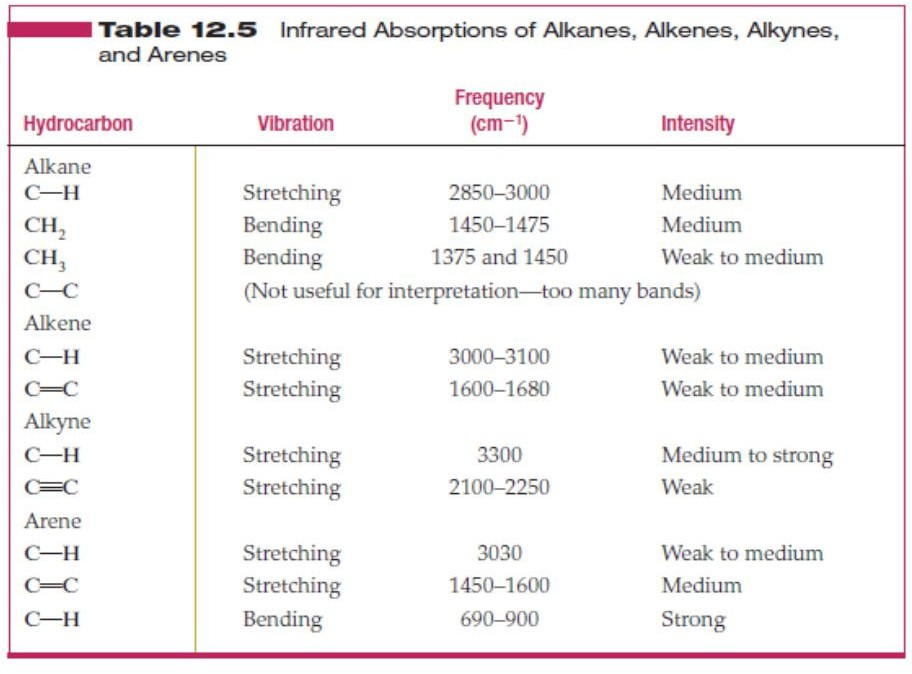 Table 12.5 Infrared Absorptions of Alkanes, Alkenes, Alkynes,
and Arenes
Hydrocarbon Vibration Frequency (cm⁻¹) Intensity
Alkane
C—H Stretching 2850–3000 Medium
CH₂ Bending 1450–1475 Medium
CH₃ Bending 1375 and 1450 Weak to medium
C—C (Not useful for interpretation—too many bands)
Alkene
C—H Stretching 3000–3100 Weak to medium
C=C Stretching 1600–1680 Weak to medium
Alkyne
C—H Stretching 3300 Medium to strong
C≡C Stretching 2100–2250 Weak
Arene
C—H Stretching 3030 Weak to medium
C=C Stretching 1450–1600 Medium
C—H Bending 690–900 Strong